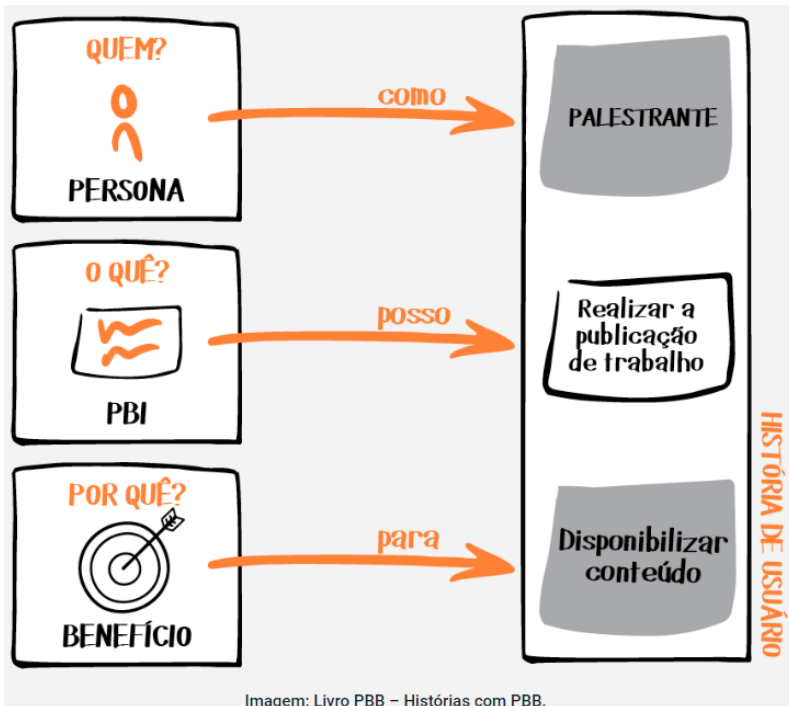 QUEM?
PERSONA
como
PALESTRANTE
O QUÊ?
PBI
posso
Realizar a
publicação
de trabalho
POR QUÊ?
BENEFÍCIO
para
Disponibilizar
conteúdo
HISTÓRIA DE USUÁRIO
Imagem: Livro PBB – Histórias com PBB.